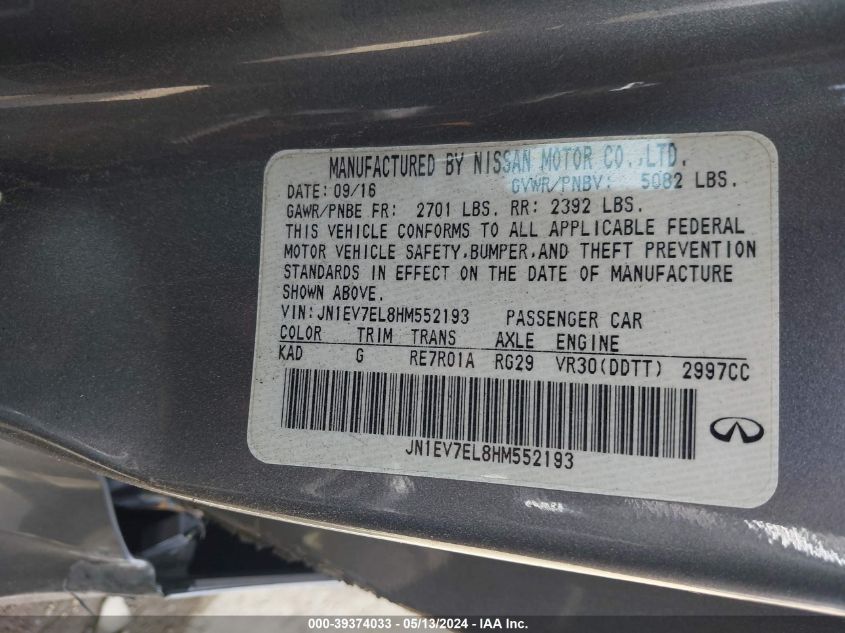 MANUFACTURED BY NISSAN MOTOR CO.,LTD.
DATE: 09/16 GVWR/PNBV: 5082 LBS.
GAWR/PNBE FR: 2701 LBS. RR: 2392 LBS.
THIS VEHICLE CONFORMS TO ALL APPLICABLE FEDERAL
MOTOR VEHICLE SAFETY,BUMPER,AND THEFT PREVENTION
STANDARDS IN EFFECT ON THE DATE OF MANUFACTURE
SHOWN ABOVE.
VIN:JN1EV7EL8HM552193 PASSENGER CAR
COLOR TRIM TRANS AXLE ENGINE
KAD G RE7R01A RG29 VR30(DDTT) 2997CC
JN1EV7EL8HM552193
000-39374033 - 05/13/2024 - IAA Inc.